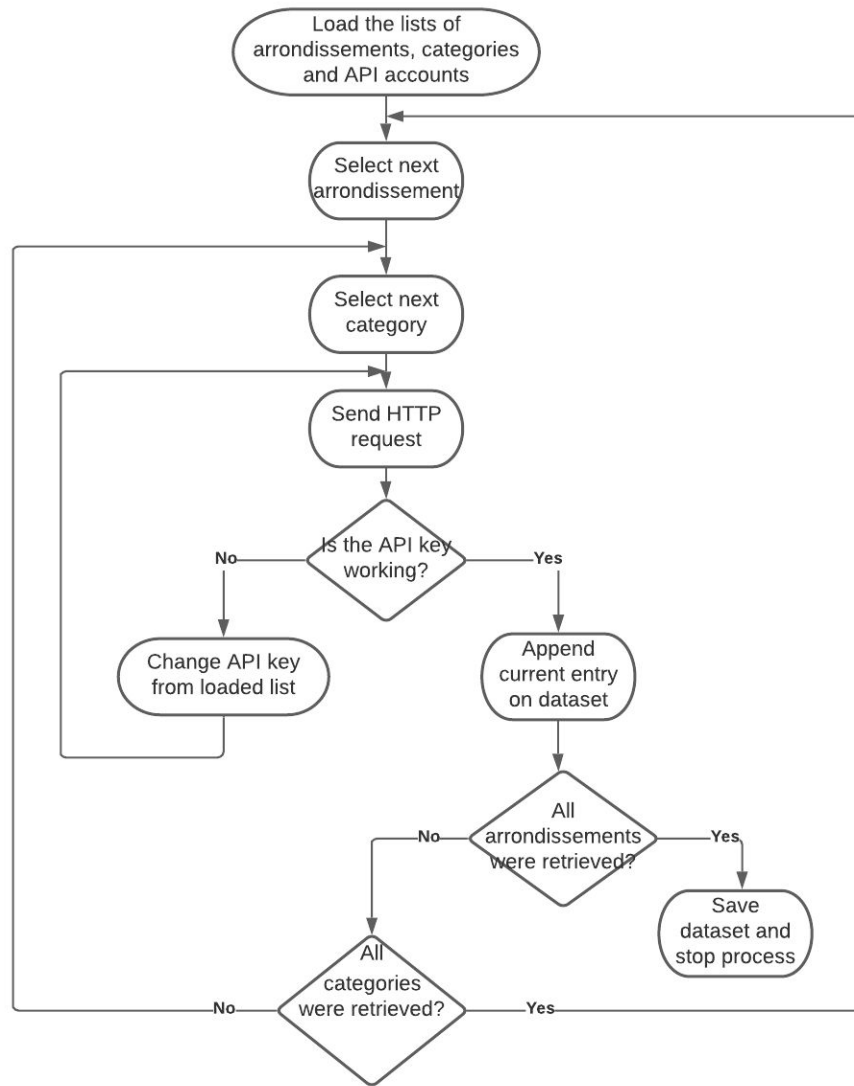 Load the lists of
arrondissements, categories
and API accounts
Select next
arrondissement
Select next
category
Send HTTP
request
Is the API key
working?
No
Yes
Change API key
from loaded list
Append
current entry
on dataset
All
arrondissements
were retrieved?
No
Yes
Save
dataset and
stop process
All
categories
were retrieved?
No
Yes